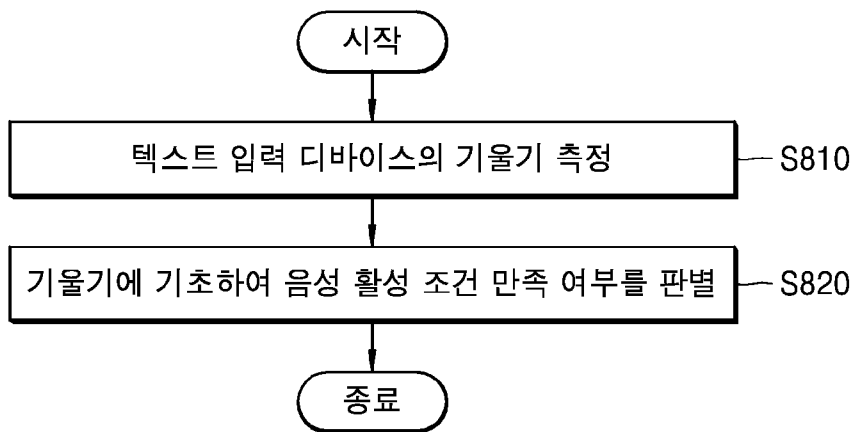 시작
텍스트 입력 디바이스의 기울기 측정
S810
기울기에 기초하여 음성 활성 조건 만족 여부를 판별
S820
종료